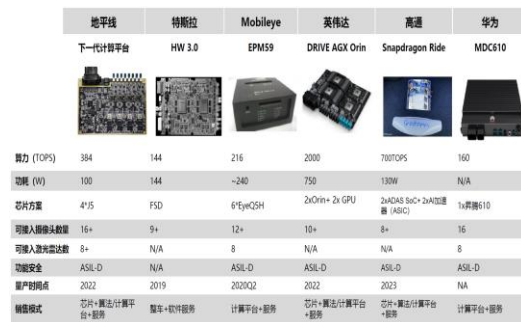 地平线 特斯拉 Mobileye 英伟达 高通 华为
下一代计算平台 HW 3.0 EPM59 DRIVE AGX Orin Snapdragon Ride MDC610
算力 (TOPS) 384 144 216 2000 700TOPS 160
功耗 (W) 100 144 ~240 750 130W N/A
芯片方案 4*J5 FSD 6*EyeQ5H 2xOrin+ 2x GPU 2xADAS SoC+ 2xAI加速
器 (ASIC) 1x昇腾610
可接入摄像头数量 16+ 9+ 12+ 10+ 8+ 16
可接入激光雷达数 8+ N/A 8 N/A N/A 8
功能安全 ASIL-D N/A ASIL-D ASIL-D ASIL-D ASIL-D
量产时间点 2022 2019 2020Q2 2022 2023 NA
销售模式 芯片+算法/计算平
台+服务 整车+软件服务 计算平台+服务 芯片+算法/计算平
台+服务 芯片+算法/计算平台
+服务 计算平台+服务